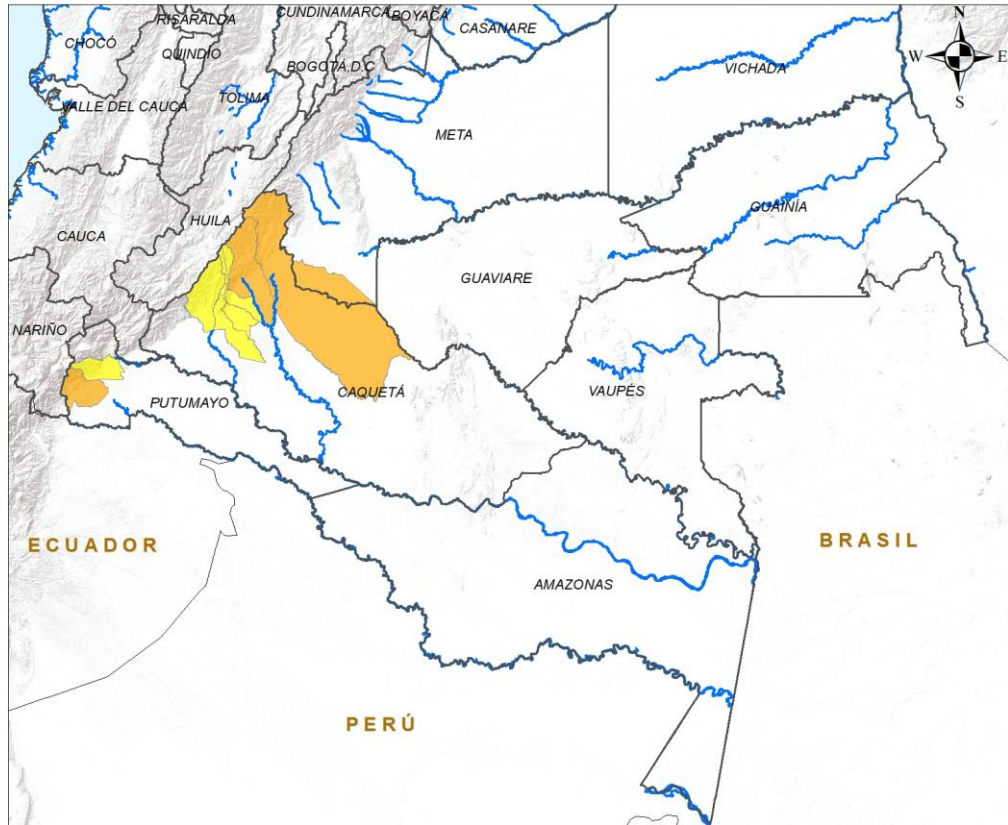 CUNDINAMARCA
BOYACÁ
RISARALDA
CASANARE
N
CHOCÓ
QUINDÍO
BOGOTÁ D.C
W
E
VICHADA
S
VALLE DEL CAUCA
TOLIMA
META
HUILA
GUAINÍA
CAUCA
GUAVIARE
NARIÑO
CAQUETÁ
VAUPÉS
PUTUMAYO
ECUADOR
BRASIL
AMAZONAS
PERÚ